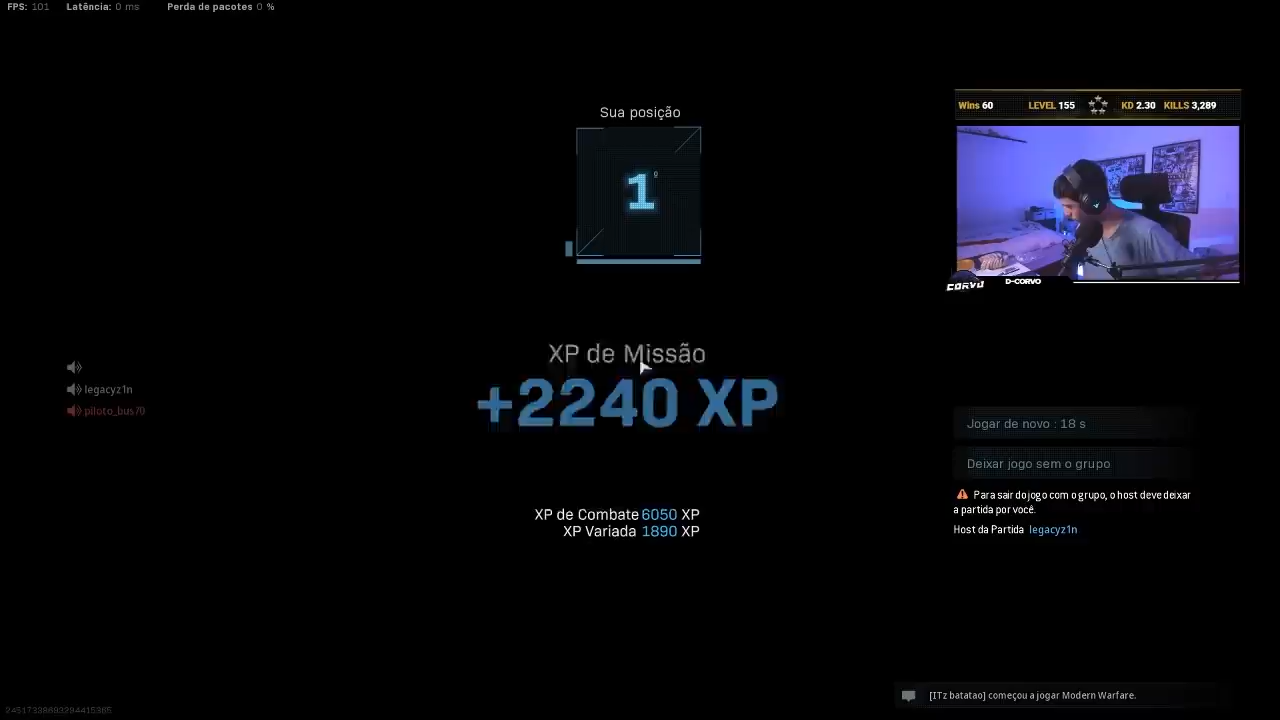 FPS: 101 Latência: 0 ms Perda de pacotes 0 %
Sua posição
1º
Wins 60 LEVEL 155 KD 2.30 KILLS 3,289
CORVO D-CORVO
XP de Missão
+2240 XP
legacyz1n
piloto_bus70
XP de Combate 6050 XP
XP Variada 1890 XP
Jogar de novo : 18 s
Deixar jogo sem o grupo
Para sair do jogo com o grupo, o host deve deixar
a partida por você.
Host da Partida legacyz1n
[ITz batatao] começou a jogar Modern Warfare.